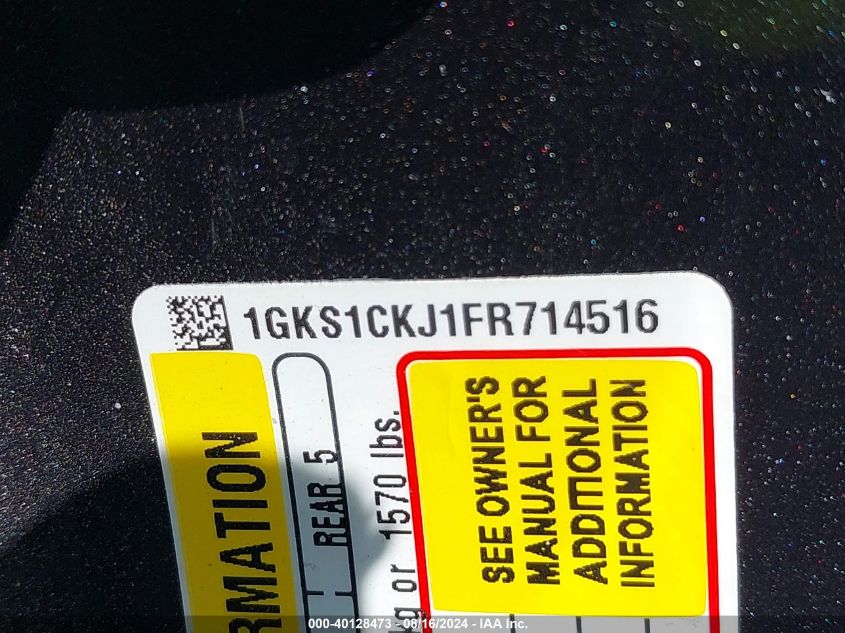 1GKS1CKJ1FR714516
RMATION
REAR 5
kg or 1570 lbs.
SEE OWNER'S
MANUAL FOR
ADDITIONAL
INFORMATION
000-40128473 - 08/16/2024 - IAA Inc.